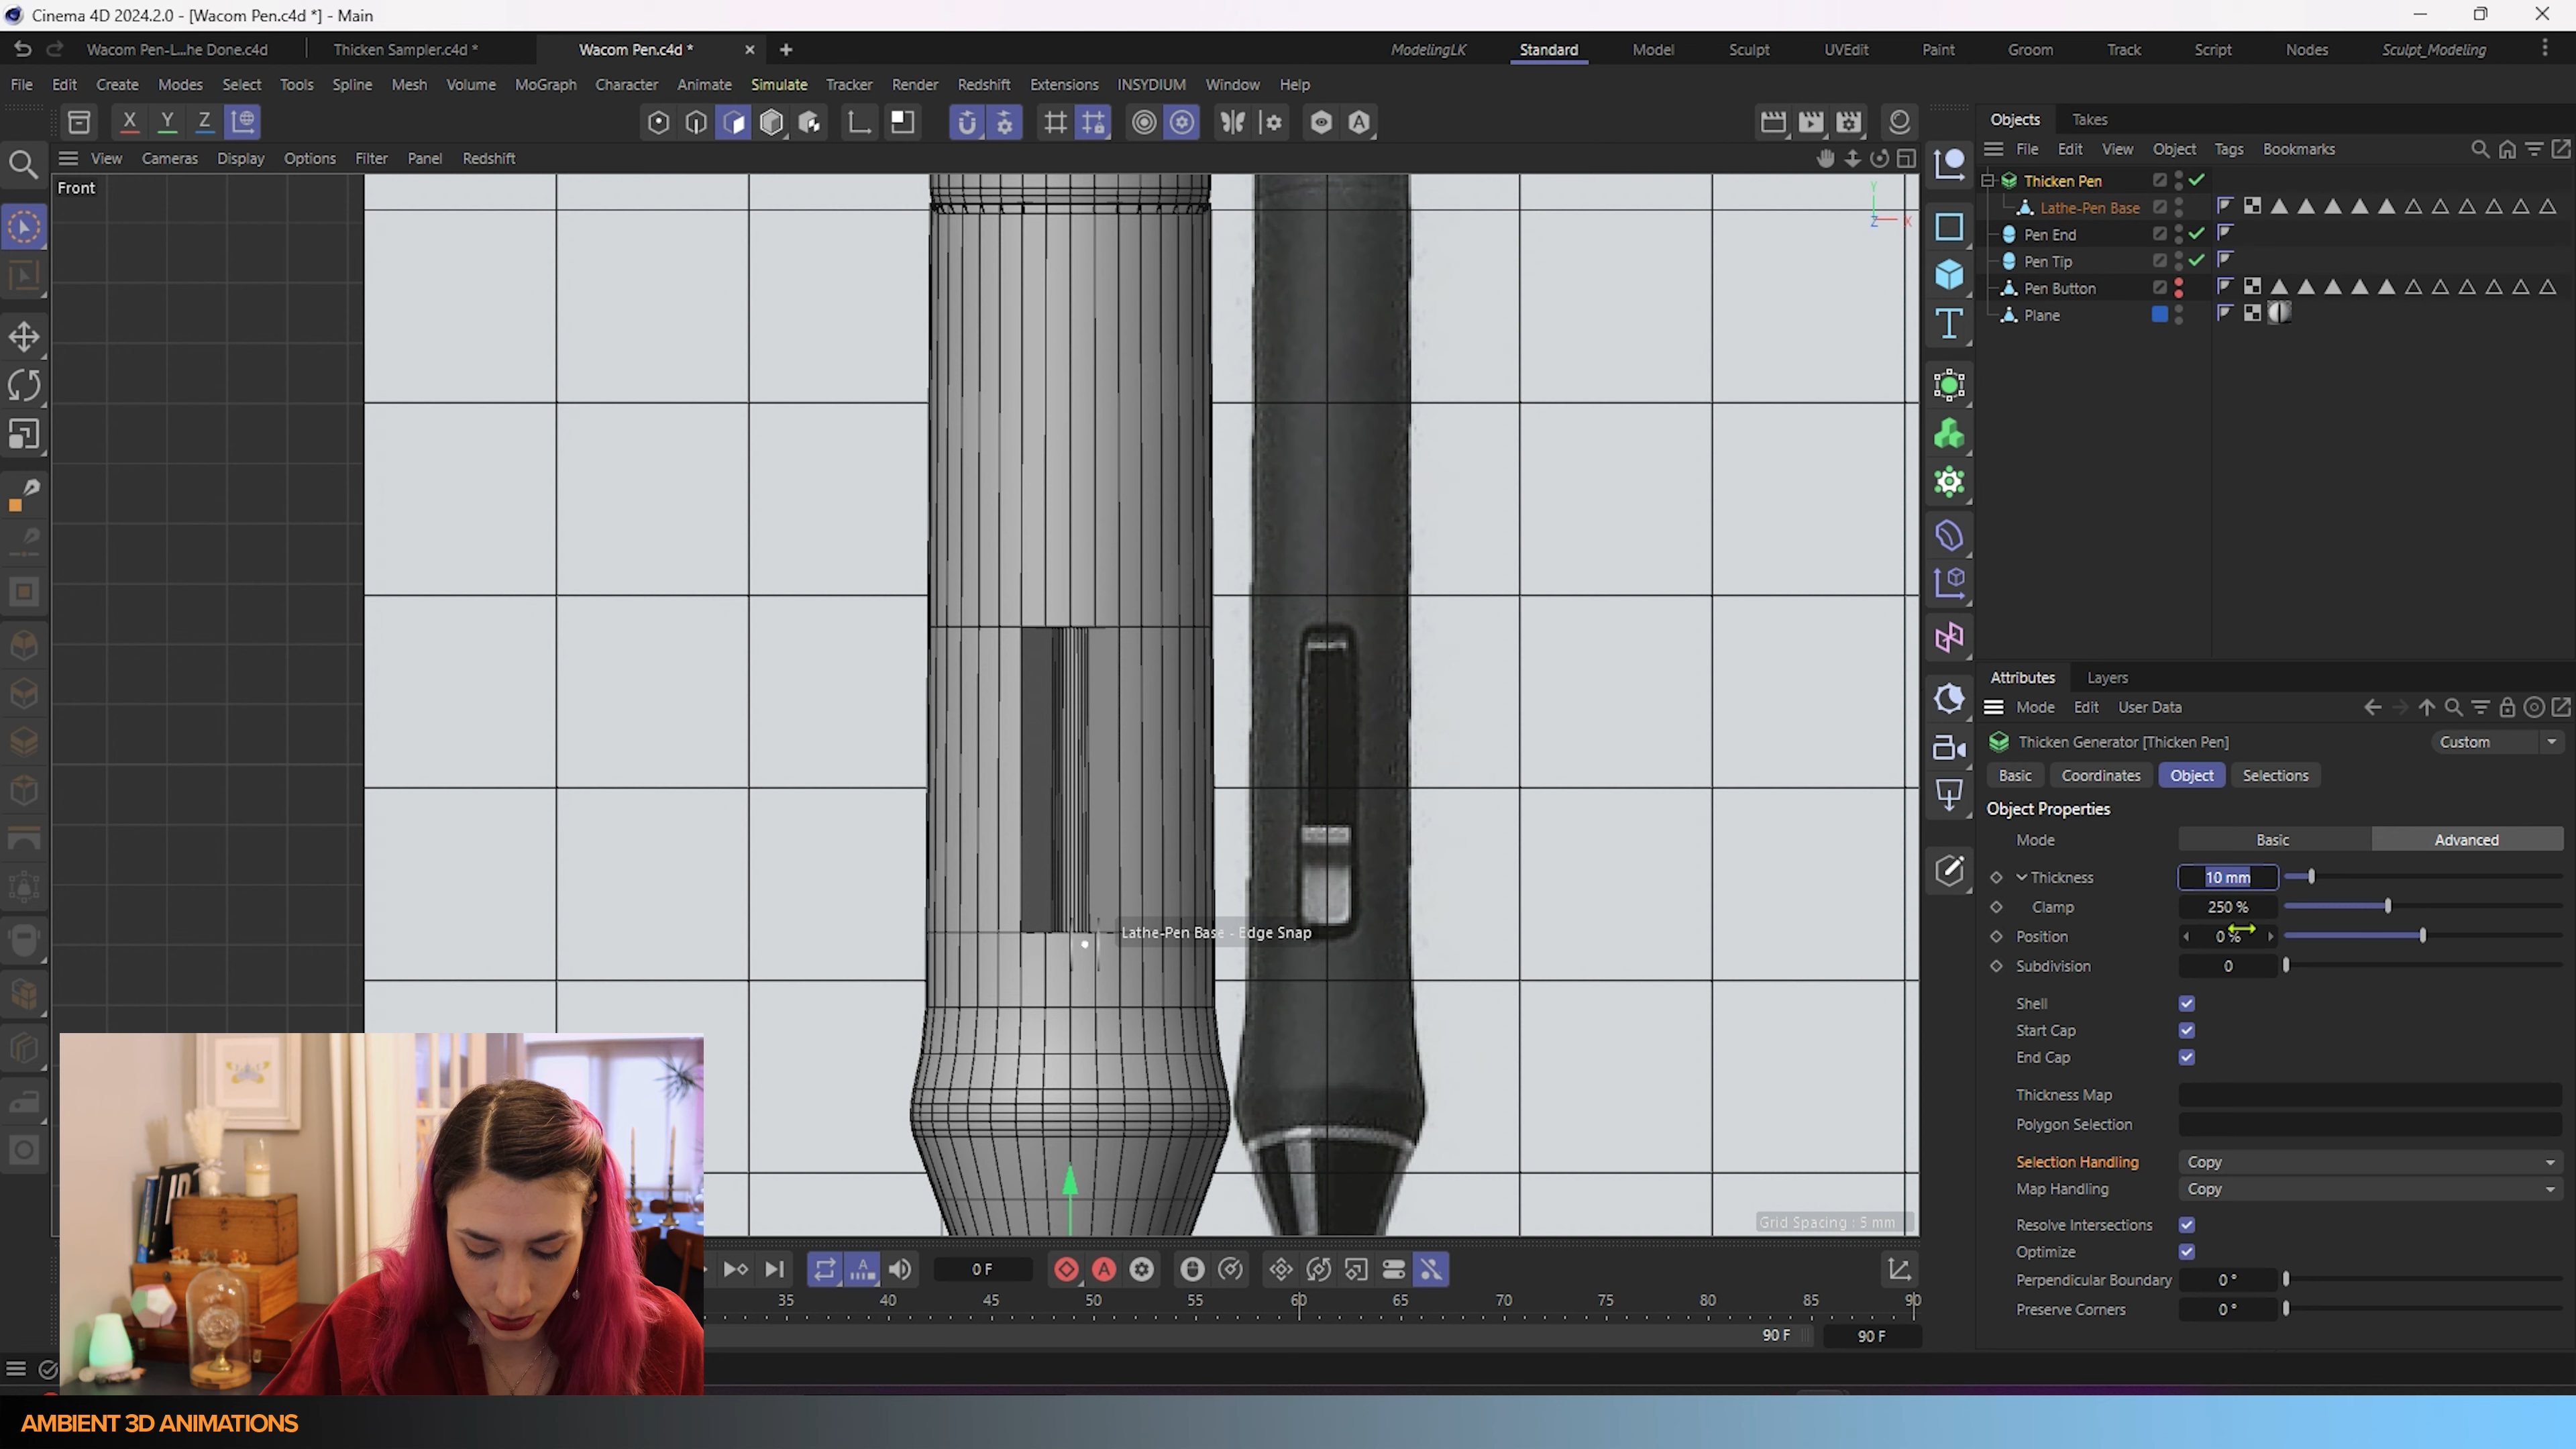 Cinema 4D 2024.2.0 - [Wacom Pen.c4d *] - Main
Wacom Pen-L...he Done.c4d
Thicken Sampler.c4d *
Wacom Pen.c4d *
ModelingLK
Standard
Model
Sculpt
UVEdit
Paint
Groom
Track
Script
Nodes
Sculpt_Modeling
File Edit Create Modes Select Tools Spline Mesh Volume MoGraph Character Animate Simulate Tracker Render Redshift Extensions INSYDIUM Window Help
X Y Z
View Cameras Display Options Filter Panel Redshift
Front
Y
Z X
Lathe-Pen Base - Edge Snap
Grid Spacing : 5 mm
Objects Takes
File Edit View Object Tags Bookmarks
Thicken Pen
Lathe-Pen Base
Pen End
Pen Tip
Pen Button
Plane
Attributes Layers
Mode Edit User Data
Thicken Generator [Thicken Pen]
Custom
Basic Coordinates Object Selections
Object Properties
Mode Basic Advanced
Thickness 10 mm
Clamp 250 %
Position 0 %
Subdivision 0
Shell
Start Cap
End Cap
Thickness Map
Polygon Selection
Selection Handling Copy
Map Handling Copy
Resolve Intersections
Optimize
Perpendicular Boundary 0 °
Preserve Corners 0 °
0 F
35 40 45 50 55 60 65 70 75 80 85 90
90 F 90 F
AMBIENT 3D ANIMATIONS